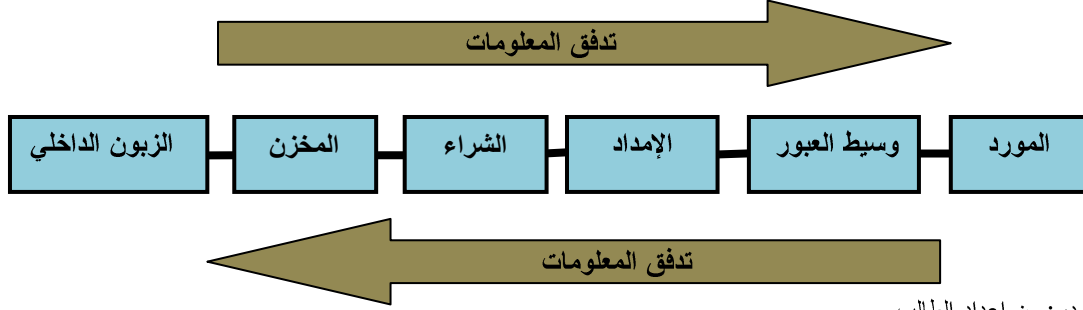 تدفق المعلومات
المورد
وسيط العبور
الإمداد
الشراء
المخزن
الزبون الداخلي
تدفق المعلومات